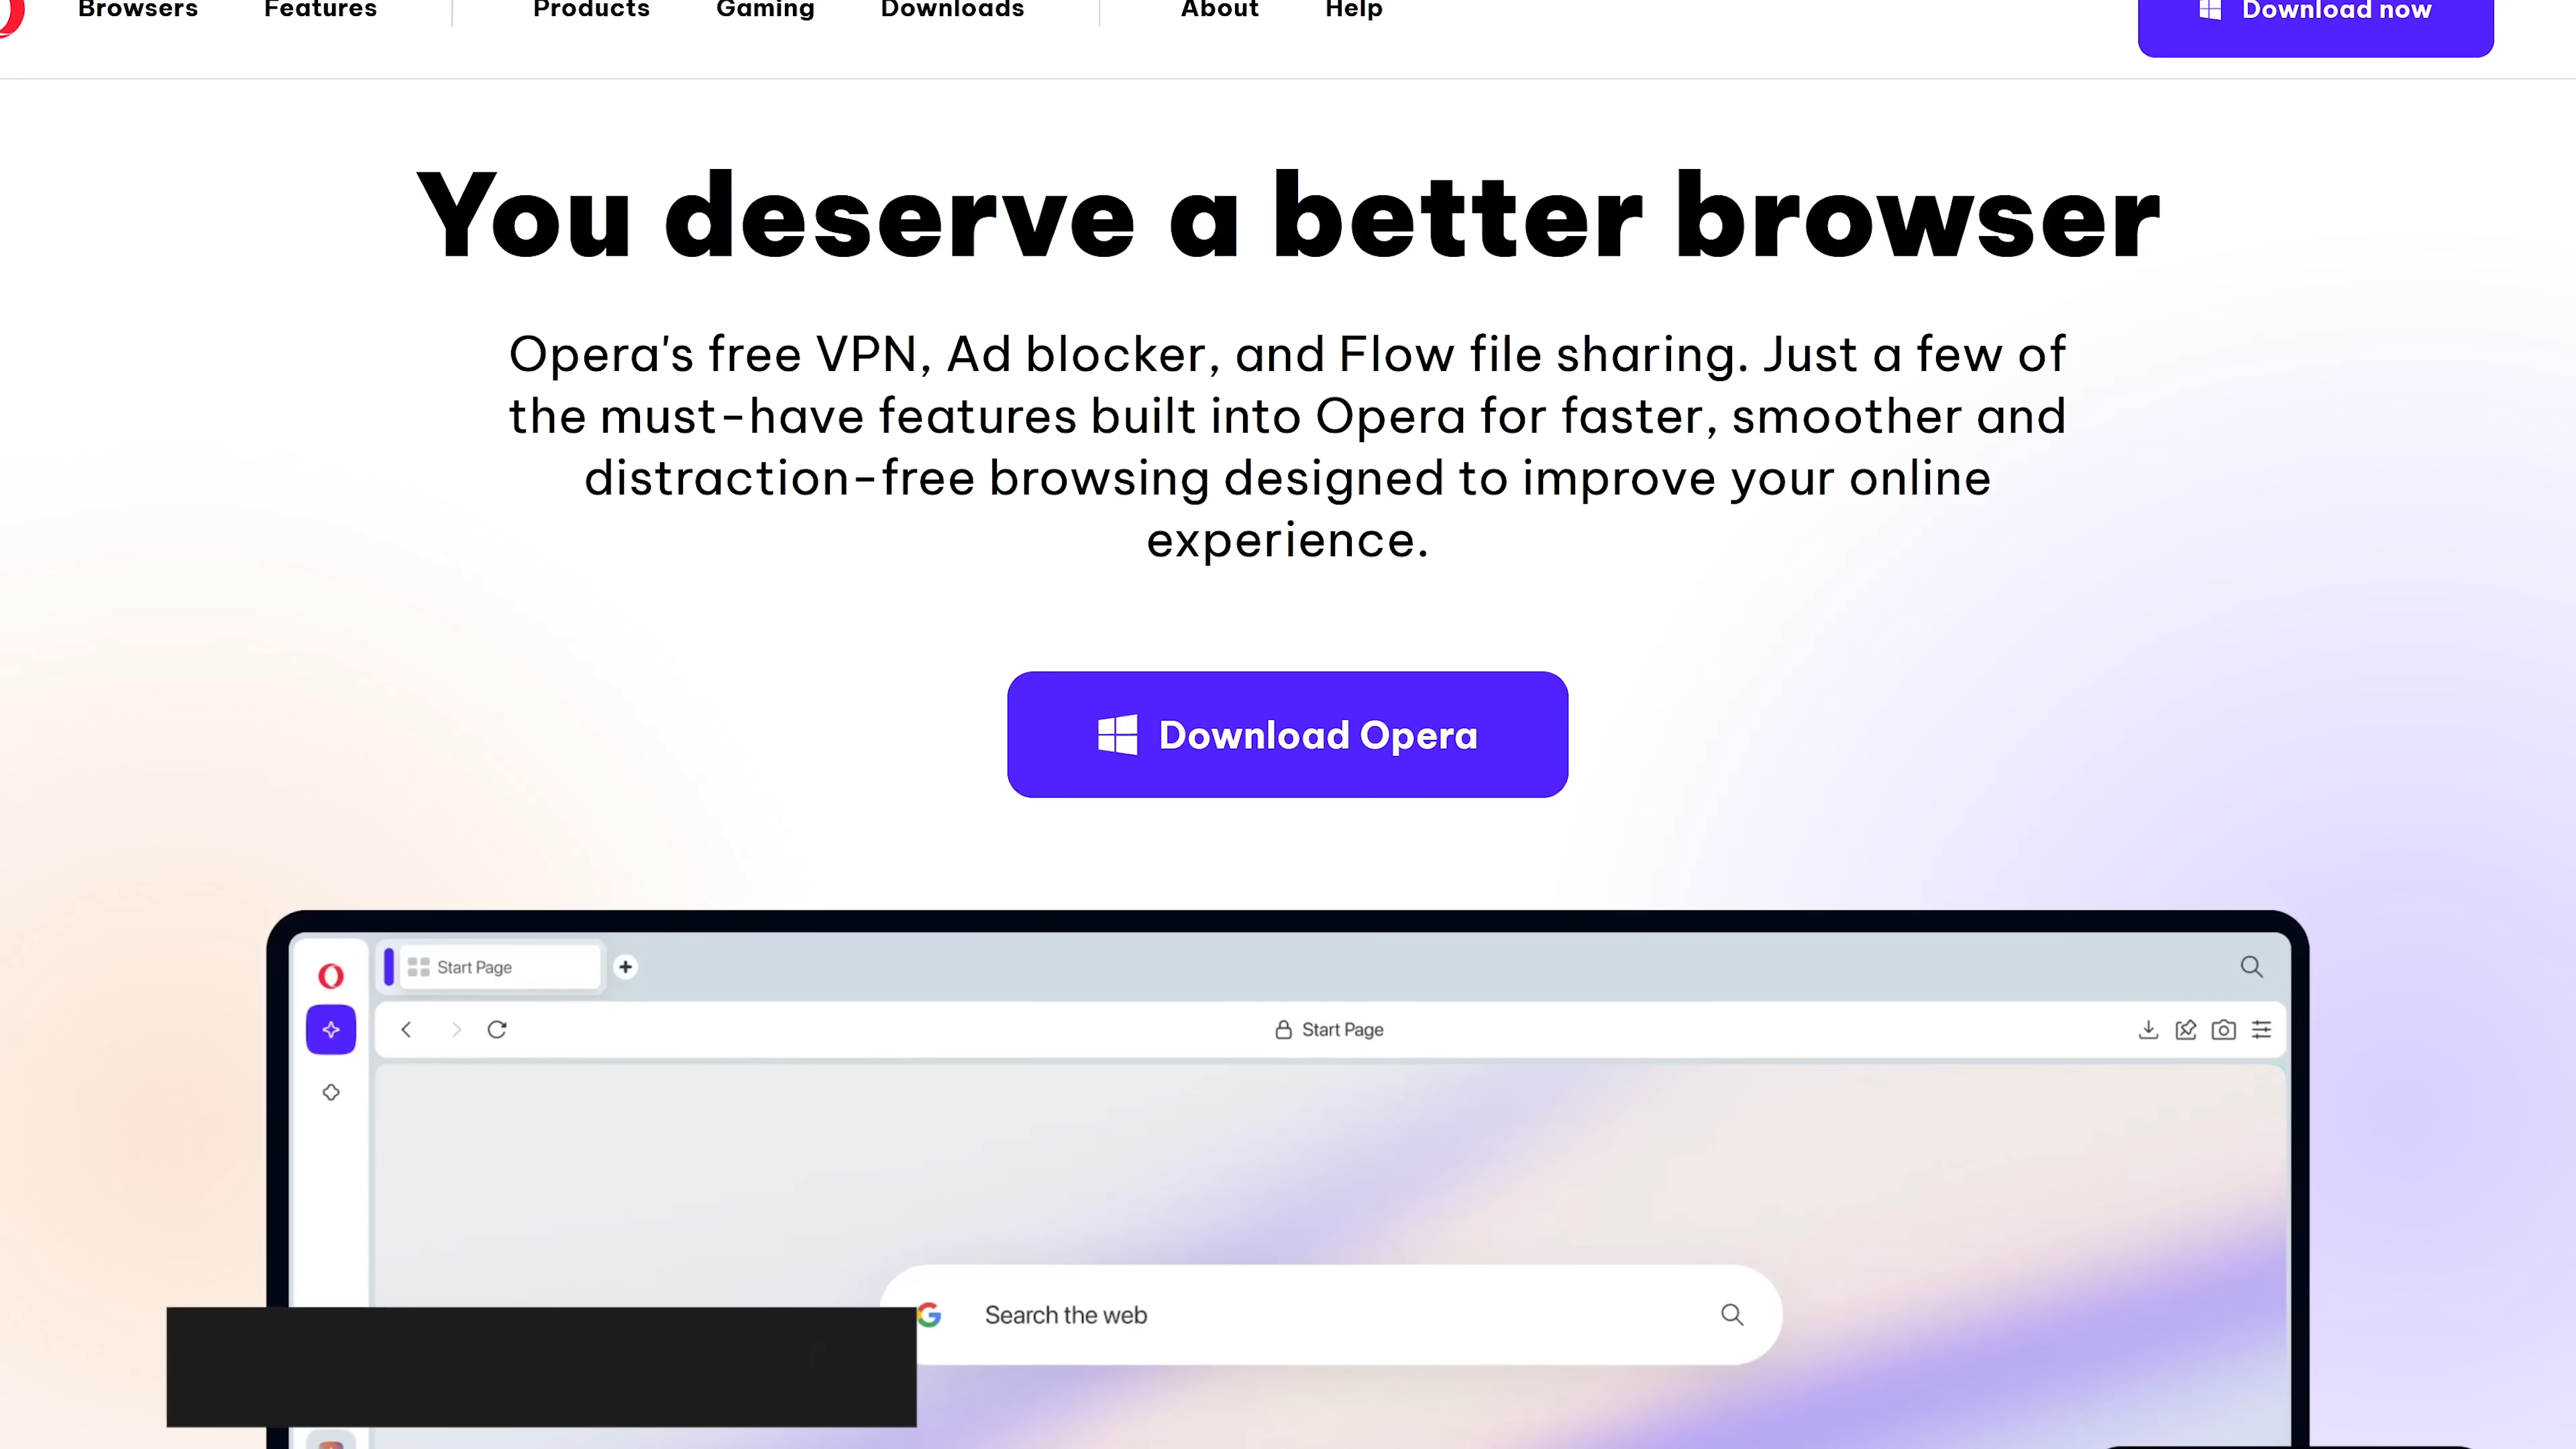 Browsers Features Products Gaming Downloads About Help Download now
You deserve a better browser
Opera's free VPN, Ad blocker, and Flow file sharing. Just a few of
the must-have features built into Opera for faster, smoother and
distraction-free browsing designed to improve your online
experience.
Download Opera
Start Page
Start Page
Search the web